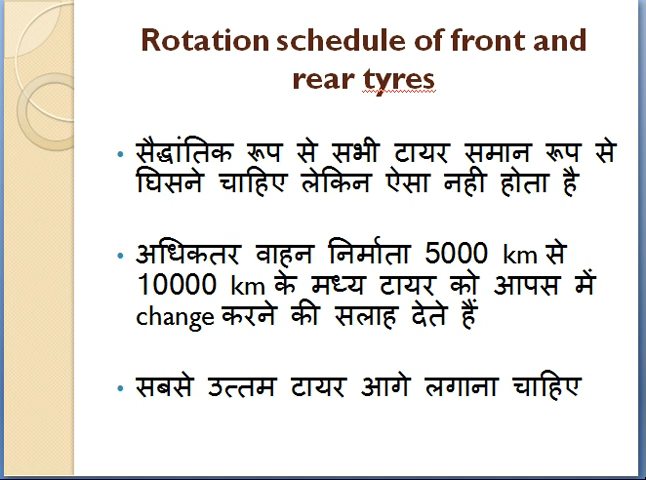 Rotation schedule of front and
rear tyres
• सैद्धांतिक रूप से सभी टायर समान रूप से
घिसने चाहिए लेकिन ऐसा नही होता है
• अधिकतर वाहन निर्माता 5000 km से
10000 km के मध्य टायर को आपस में
change करने की सलाह देते हैं
• सबसे उत्तम टायर आगे लगाना चाहिए